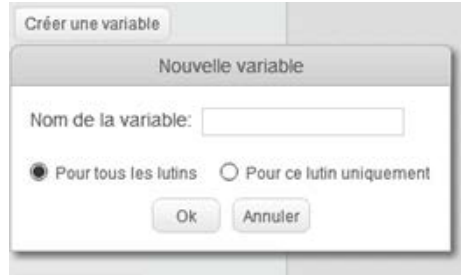 Créer une variable
Nouvelle variable
Nom de la variable:
Pour tous les lutins Pour ce lutin uniquement
Ok Annuler